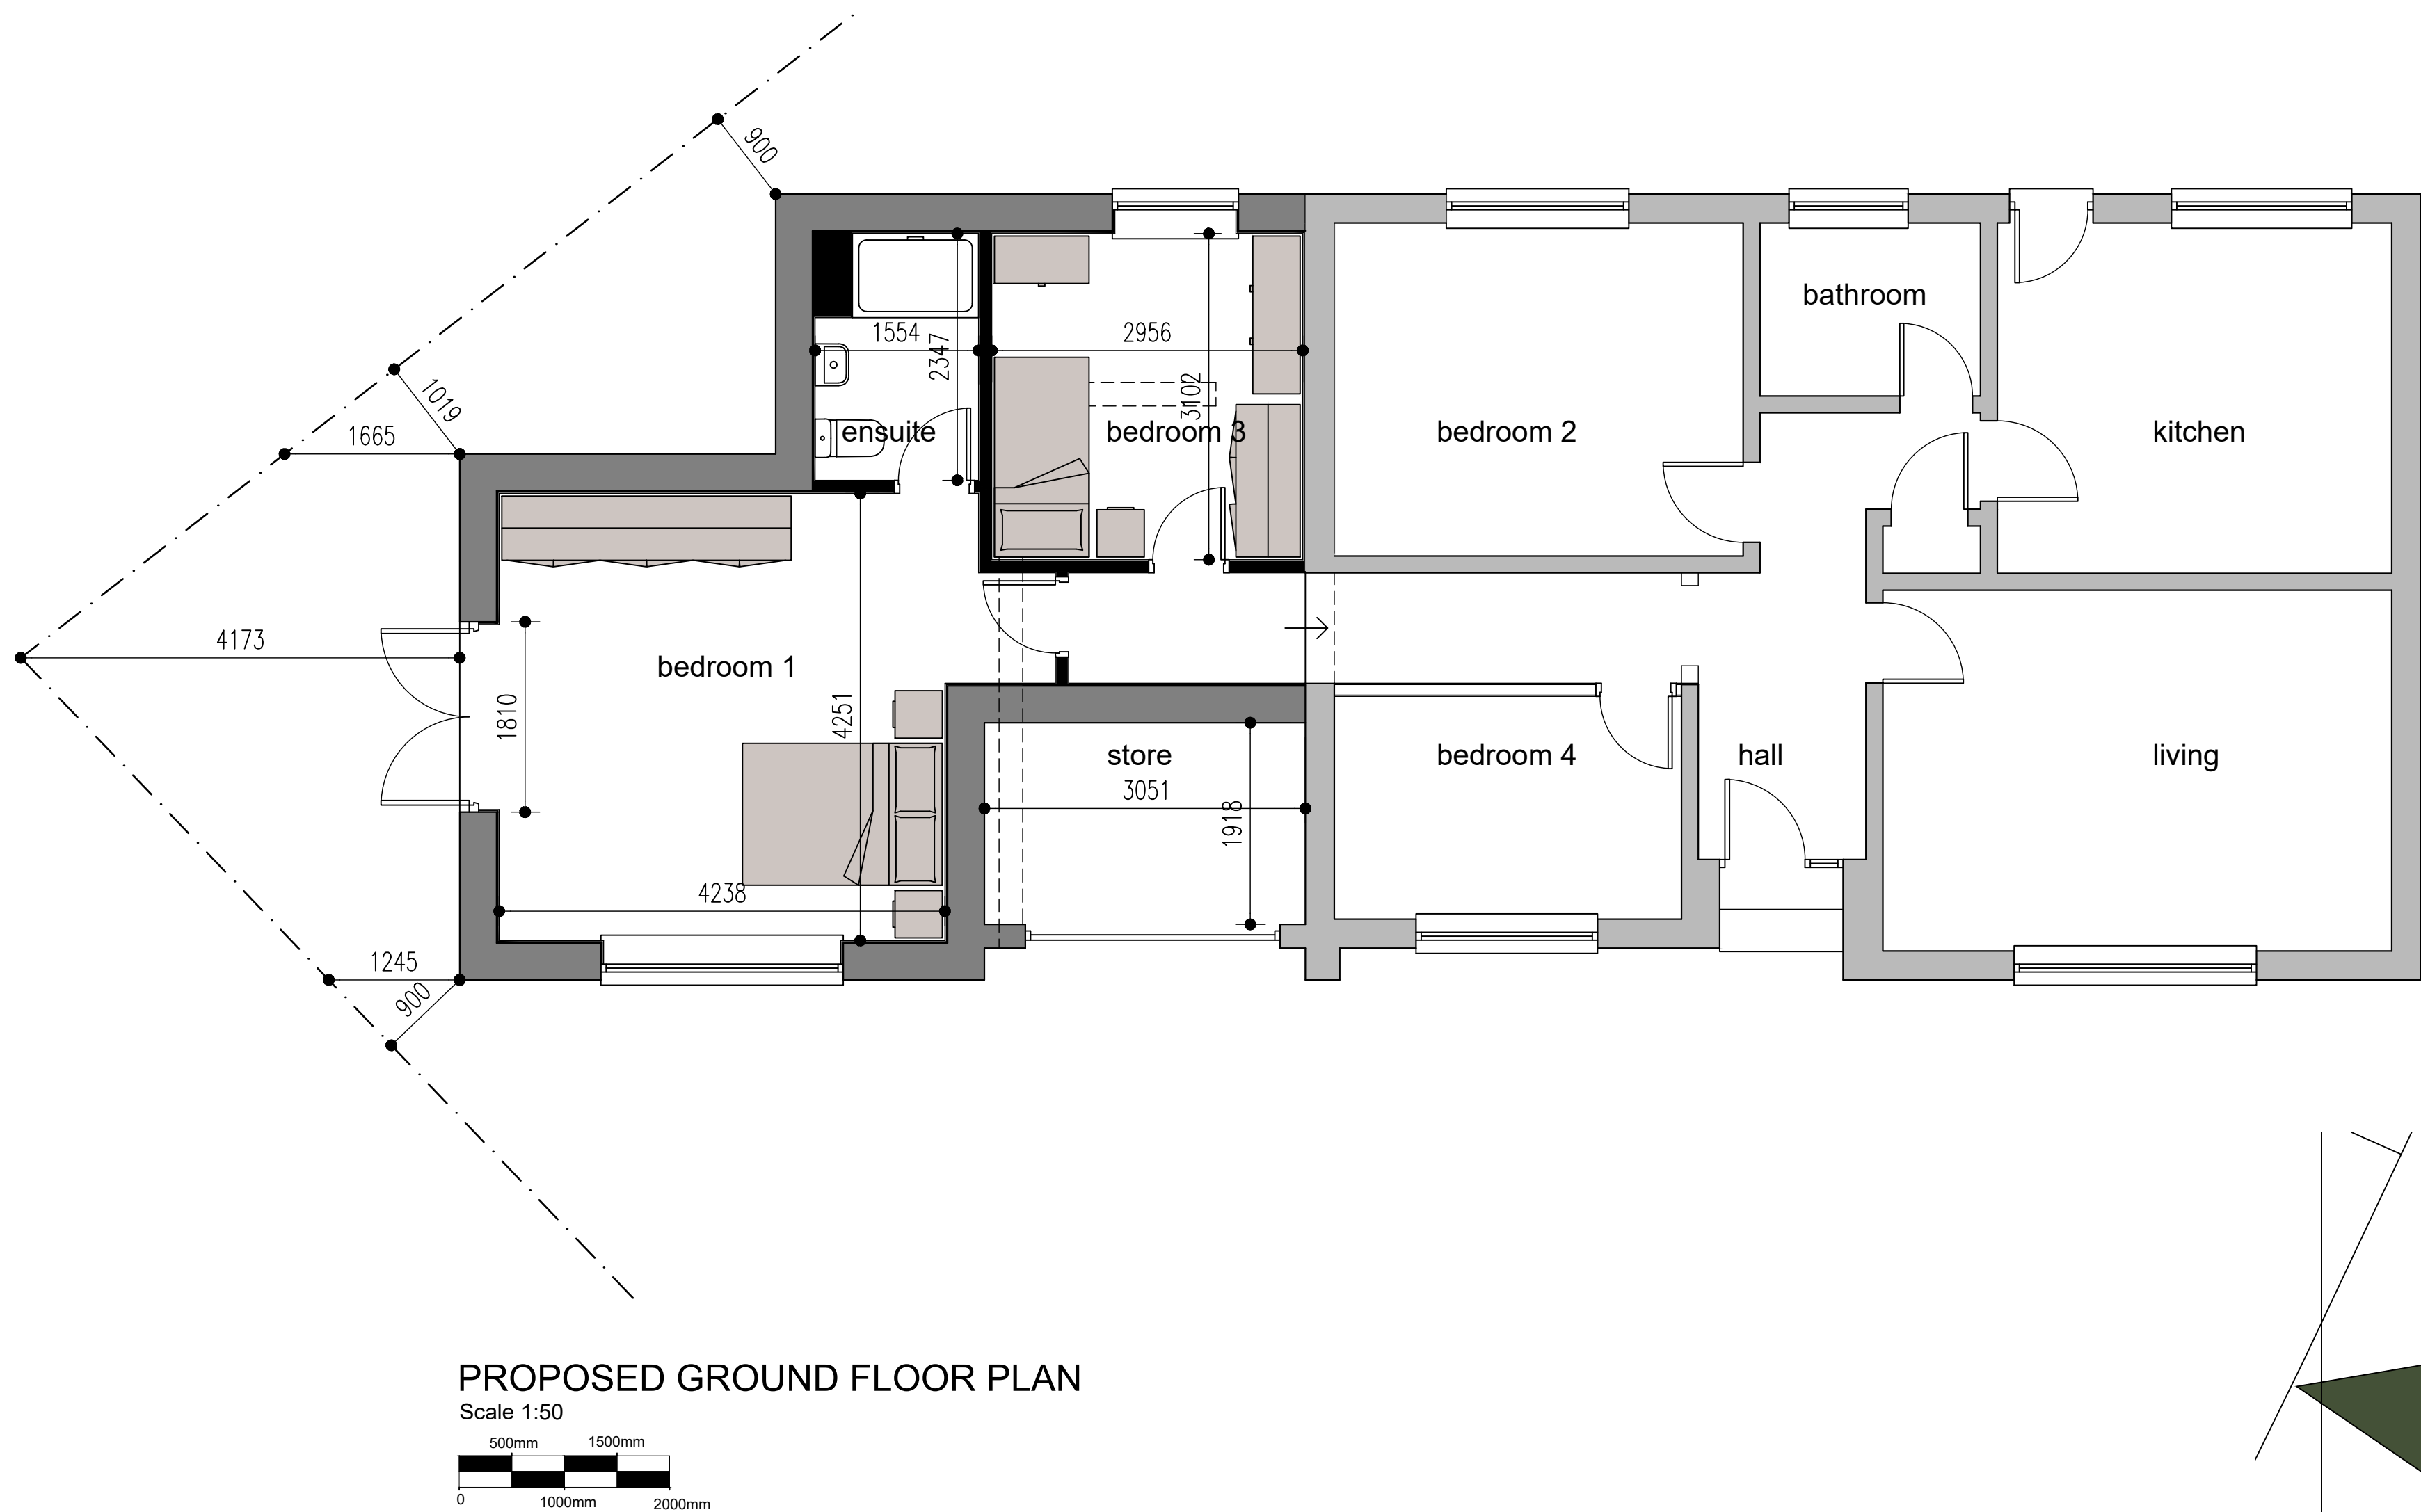 900
bathroom
1554
2347
2956
3102
1019
1665
ensuite
bedroom 3
bedroom 2
kitchen
4173
bedroom 1
1810
4251
store
3051
1918
bedroom 4
hall
living
4238
1245
900
PROPOSED GROUND FLOOR PLAN
Scale 1:50
500mm
1500mm
0
1000mm
2000mm